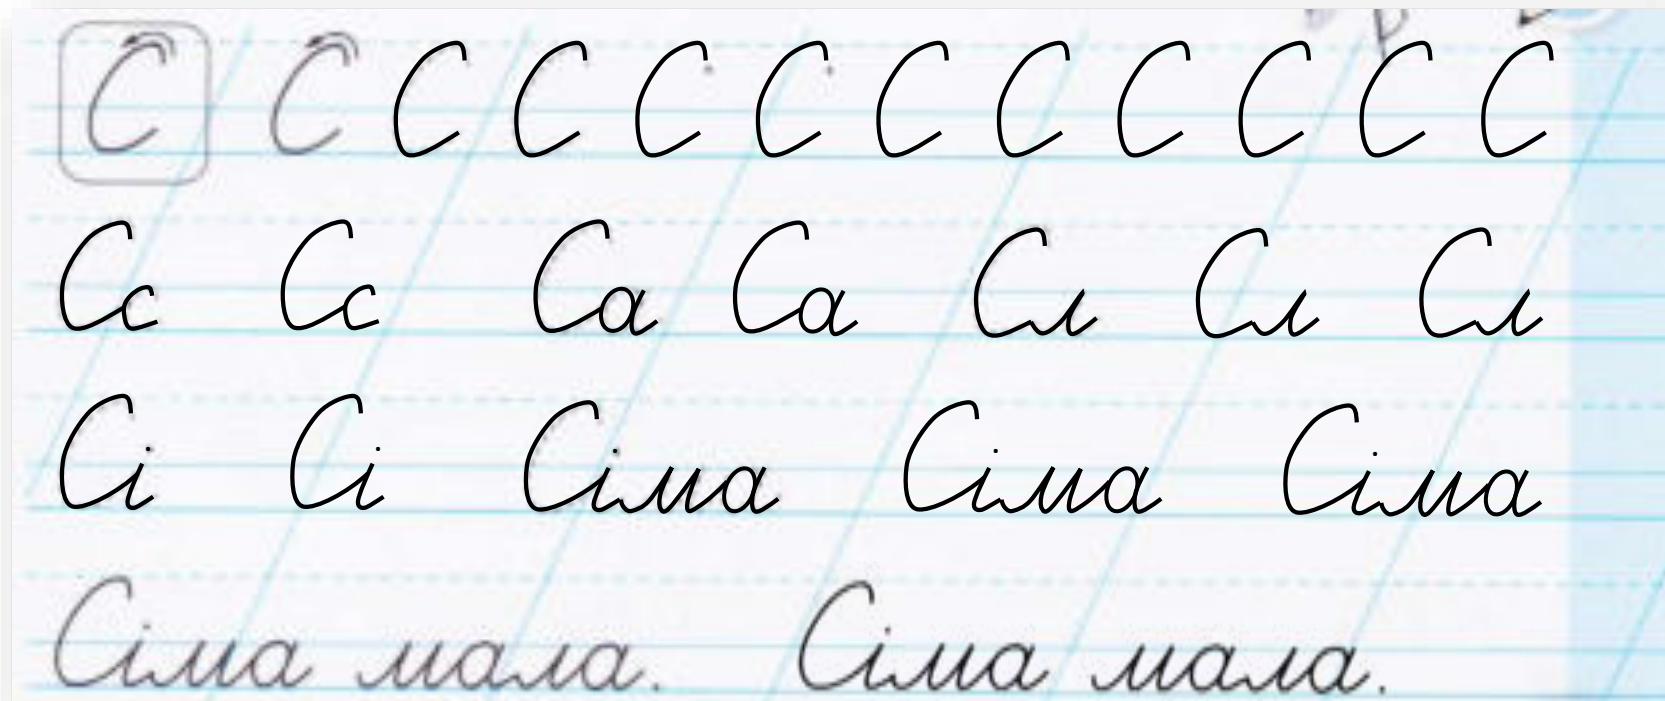 С С С С С С С С С С С С
Сс Сс Са Са Сл Сл Сл
Сі Сі Сіма Сіма Сіма
Сіма мала. Сіма мала.